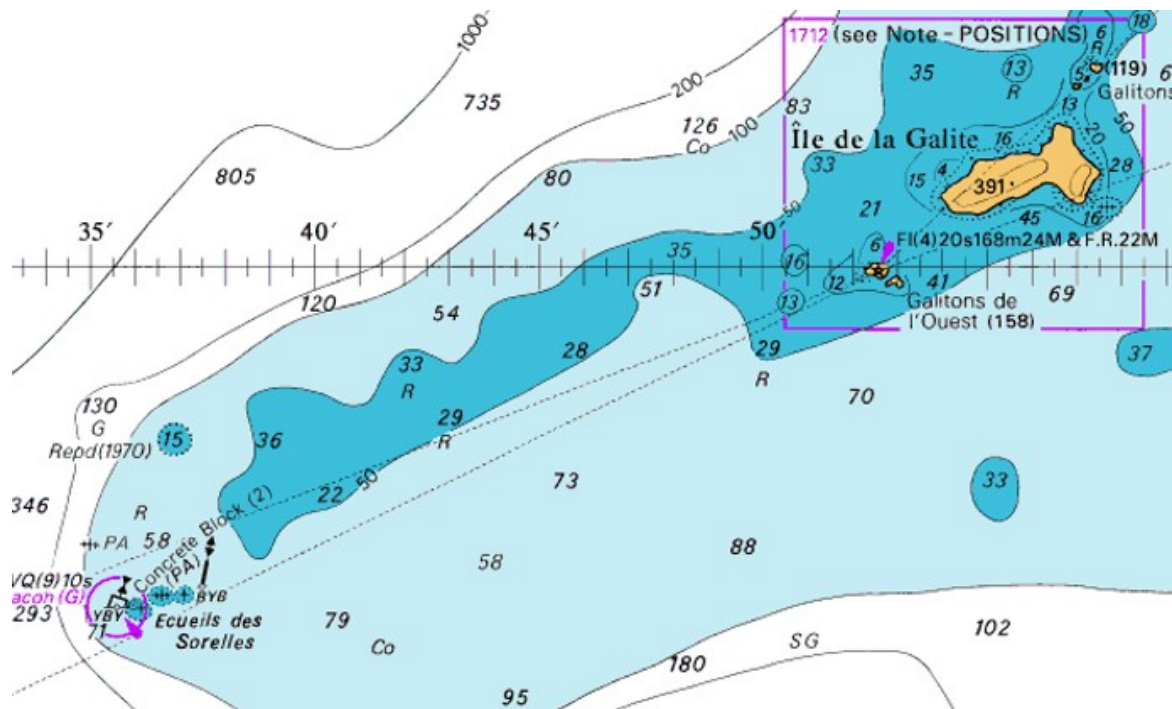 1000
18
1712 (see Note - POSITIONS)
6
R
735
200
35
13
R
5
(119)
6
Galitons
83
126
Co
100
13
Île de la Galite
16
20
50
805
80
33
15
4
391
28
50
21
45
16
35'
40'
45'
50'
35
6
Fl(4)20s168m24M & F.R.22M
16
12
41
120
51
13
69
54
Galitons de
l'Ouest (158)
28
29
37
33
R
R
70
130
29
G
R
Repd(1970)
15
36
50
73
33
346
22
R
Concrete Block (2)
(PA)
PA
58
58
88
VQ(9)10s
acon (G)
BYB
293
YBY
71
Ecueils des
Sorelles
79
Co
SG
102
180
95